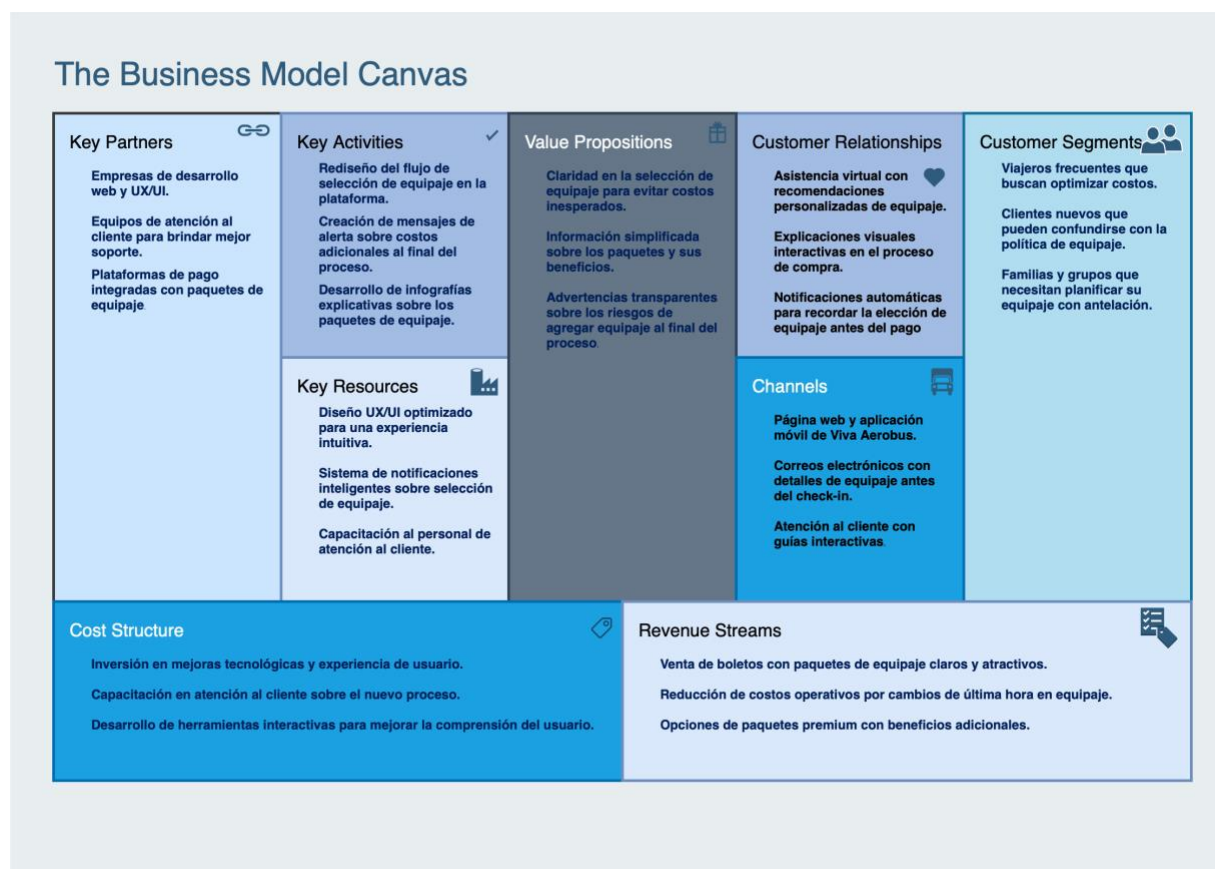 The Business Model Canvas
Key Partners
Empresas de desarrollo
web y UX/UI.
Equipos de atención al
cliente para brindar mejor
soporte.
Plataformas de pago
integradas con paquetes de
equipaje.
Key Activities
Rediseño del flujo de
selección de equipaje en la
plataforma.
Creación de mensajes de
alerta sobre costos
adicionales al final del
proceso.
Desarrollo de infografías
explicativas sobre los
paquetes de equipaje.
Key Resources
Diseño UX/UI optimizado
para una experiencia
intuitiva.
Sistema de notificaciones
inteligentes sobre selección
de equipaje.
Capacitación al personal de
atención al cliente.
Value Propositions
Claridad en la selección de
equipaje para evitar costos
inesperados.
Información simplificada
sobre los paquetes y sus
beneficios.
Advertencias transparentes
sobre los riesgos de
agregar equipaje al final del
proceso.
Customer Relationships
Asistencia virtual con
recomendaciones
personalizadas de equipaje.
Explicaciones visuales
interactivas en el proceso
de compra.
Notificaciones automáticas
para recordar la elección de
equipaje antes del pago
Channels
Página web y aplicación
móvil de Viva Aerobus.
Correos electrónicos con
detalles de equipaje antes
del check-in.
Atención al cliente con
guías interactivas.
Customer Segments
Viajeros frecuentes que
buscan optimizar costos.
Clientes nuevos que
pueden confundirse con la
política de equipaje.
Familias y grupos que
necesitan planificar su
equipaje con antelación.
Cost Structure
Inversión en mejoras tecnológicas y experiencia de usuario.
Capacitación en atención al cliente sobre el nuevo proceso.
Desarrollo de herramientas interactivas para mejorar la comprensión del usuario.
Revenue Streams
Venta de boletos con paquetes de equipaje claros y atractivos.
Reducción de costos operativos por cambios de última hora en equipaje.
Opciones de paquetes premium con beneficios adicionales.